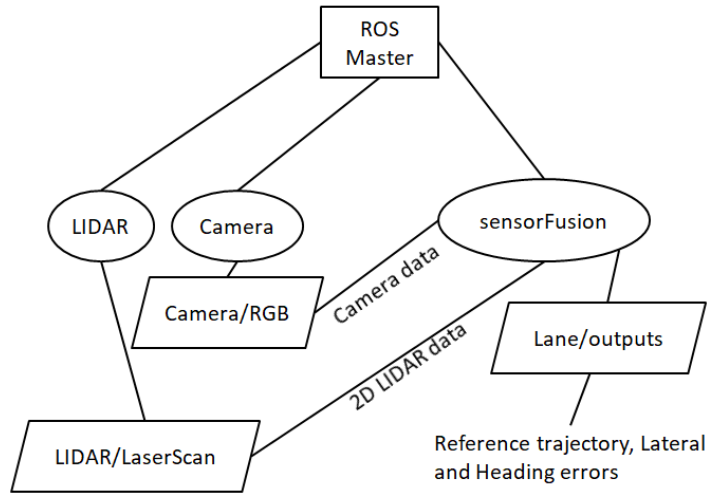 ROS
Master
LIDAR
Camera
sensorFusion
Camera/RGB
Camera data
Lane/outputs
2D LIDAR data
LIDAR/LaserScan
Reference trajectory, Lateral
and Heading errors